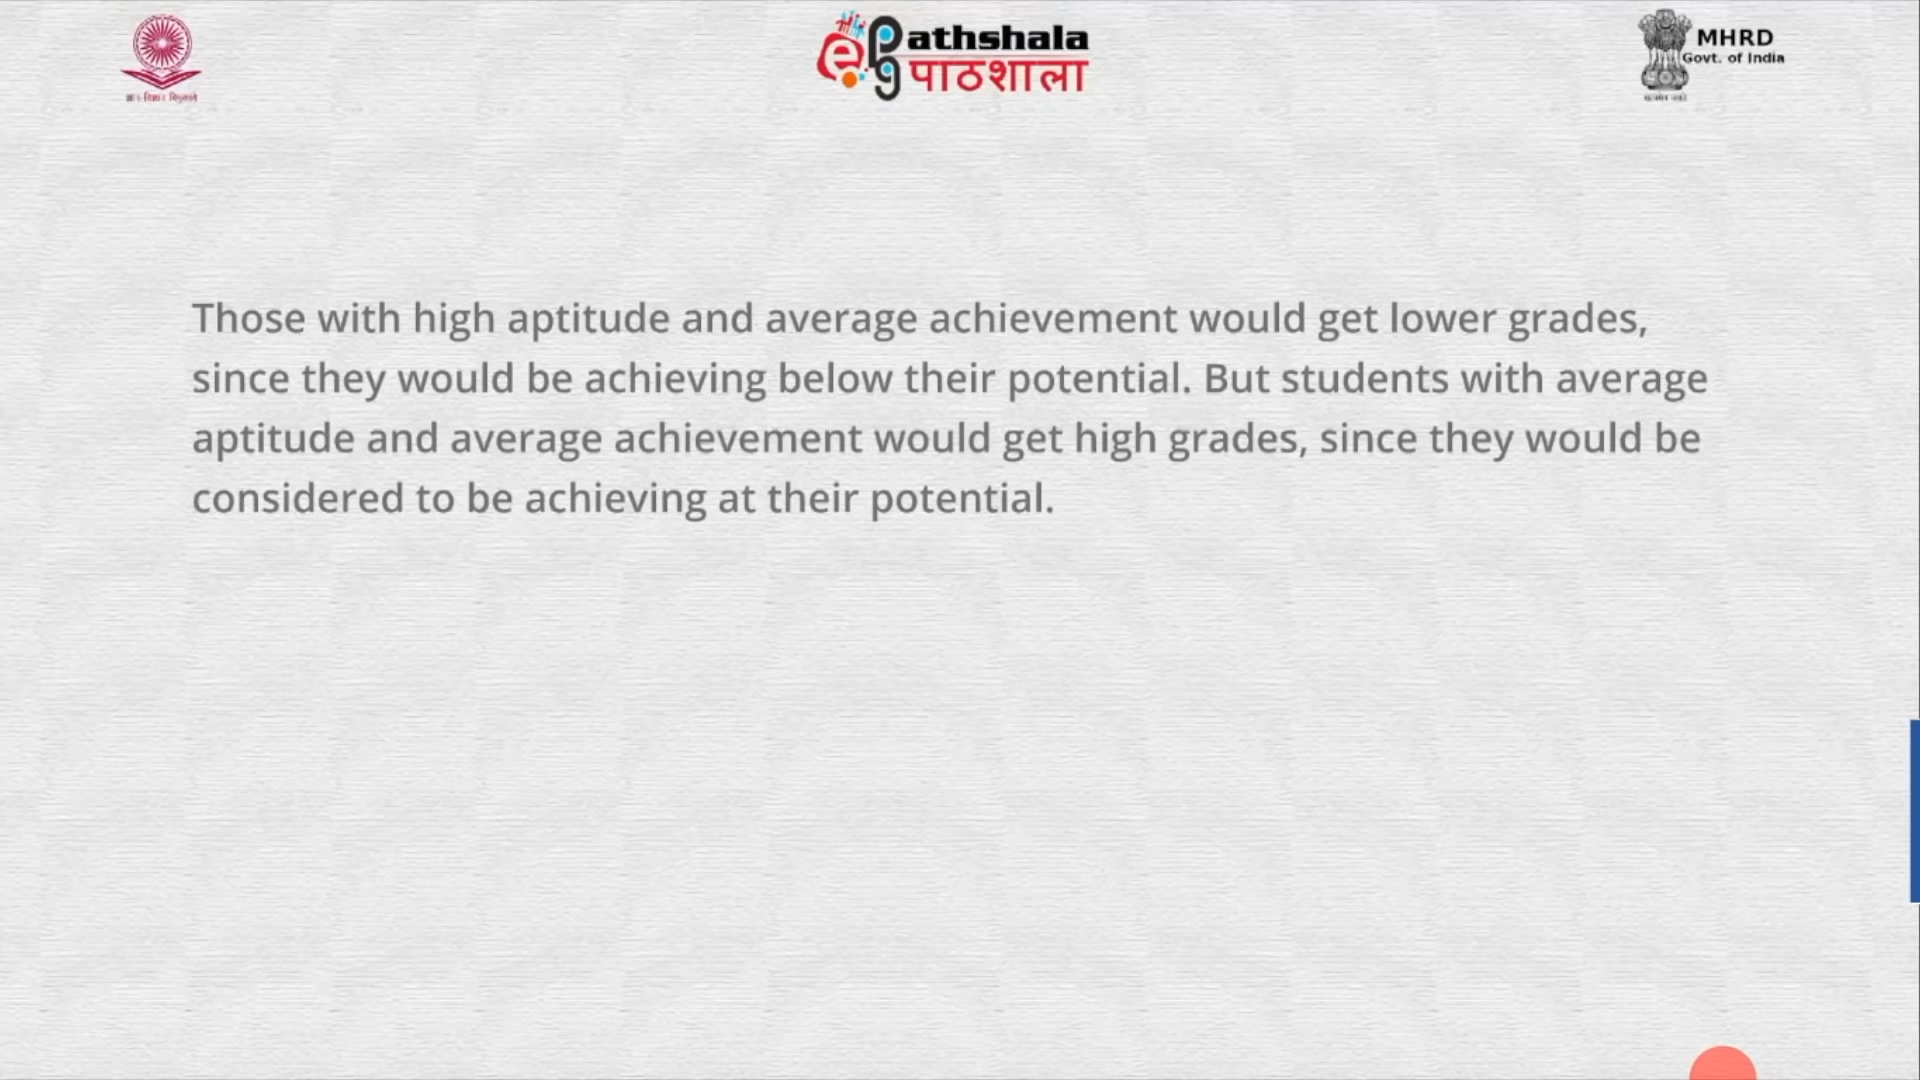 ePathshala
पाठशाला
MHRD
Govt. of India
Those with high aptitude and average achievement would get lower grades,
since they would be achieving below their potential. But students with average
aptitude and average achievement would get high grades, since they would be
considered to be achieving at their potential.